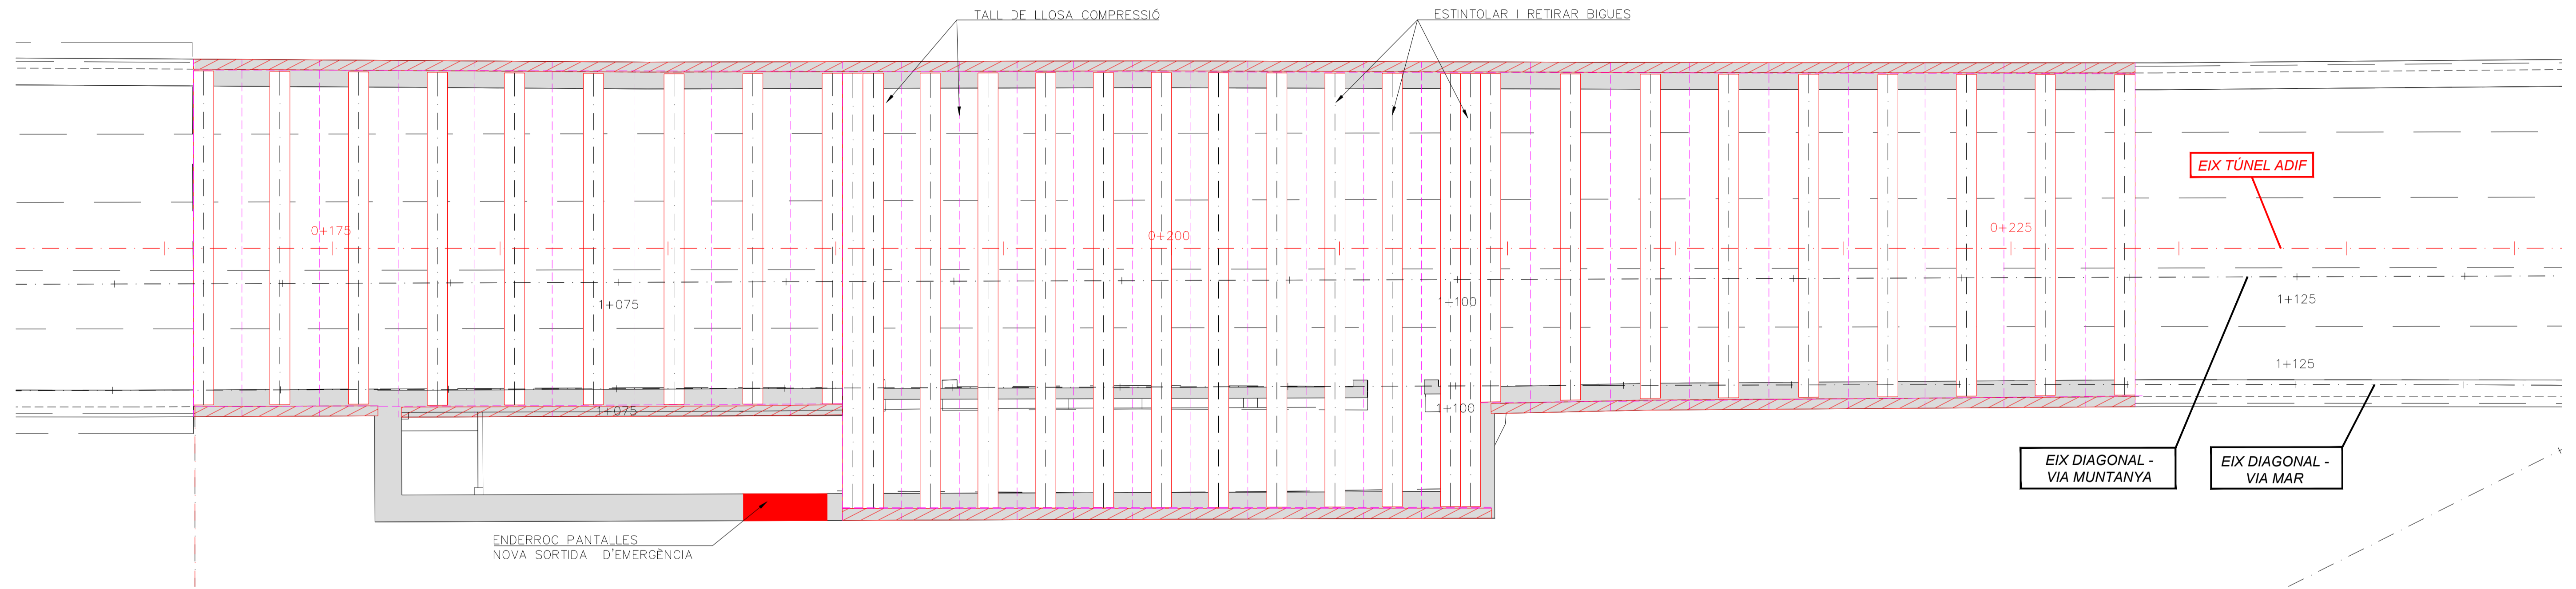 TALL DE LLOSA COMPRESSIÓ
ESTINTOLAR I RETIRAR BIGUES
EIX TÚNEL ADIF
0+175
0+200
0+225
1+075
1+100
1+125
1+125
1+075
1+100
EIX DIAGONAL -
VIA MUNTANYA
EIX DIAGONAL -
VIA MAR
ENDERROC PANTALLES
NOVA SORTIDA D'EMERGÈNCIA